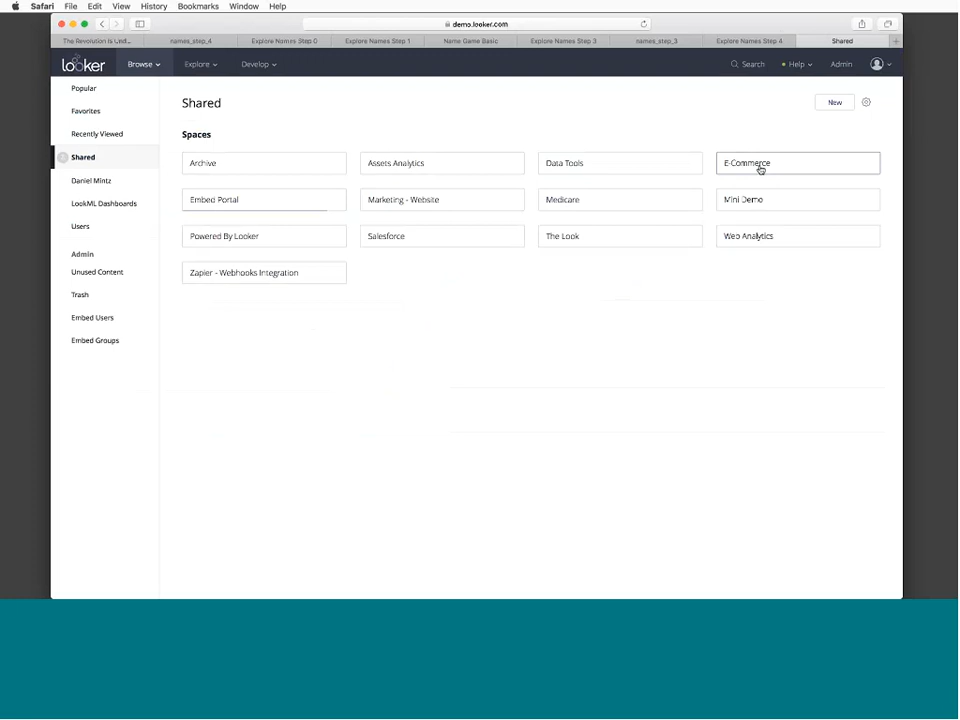 Safari File Edit View History Bookmarks Window Help
demo.looker.com
The Revolution Is Und... names_step_4 Explore Names Step 0 Explore Names Step 1 Name Game Basic Explore Names Step 3 names_step_3 Explore Names Step 4 Shared
looker Browse Explore Develop Search Help Admin
Popular
Favorites
Recently Viewed
Shared
Daniel Mintz
LookML Dashboards
Users
Admin
Unused Content
Trash
Embed Users
Embed Groups
Shared New
Spaces
Archive Assets Analytics Data Tools E-Commerce
Embed Portal Marketing - Website Medicare Mini Demo
Powered By Looker Salesforce The Look Web Analytics
Zapier - Webhooks Integration